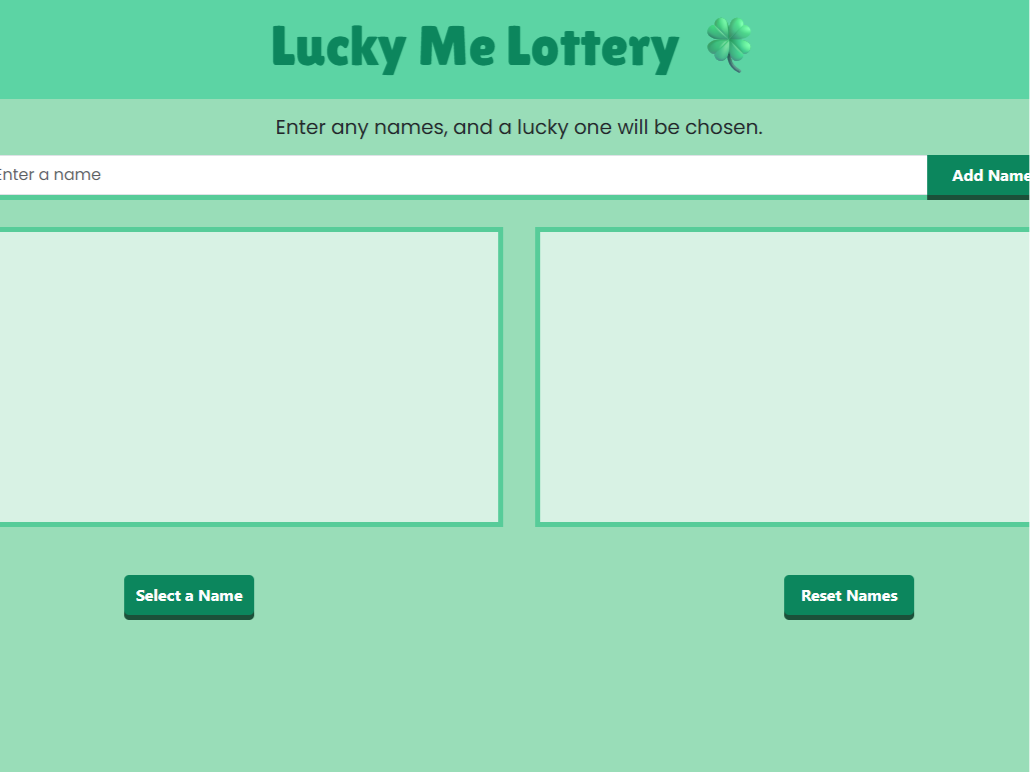 Lucky Me Lottery
Enter any names, and a lucky one will be chosen.
Enter a name
Add Name
Select a Name
Reset Names